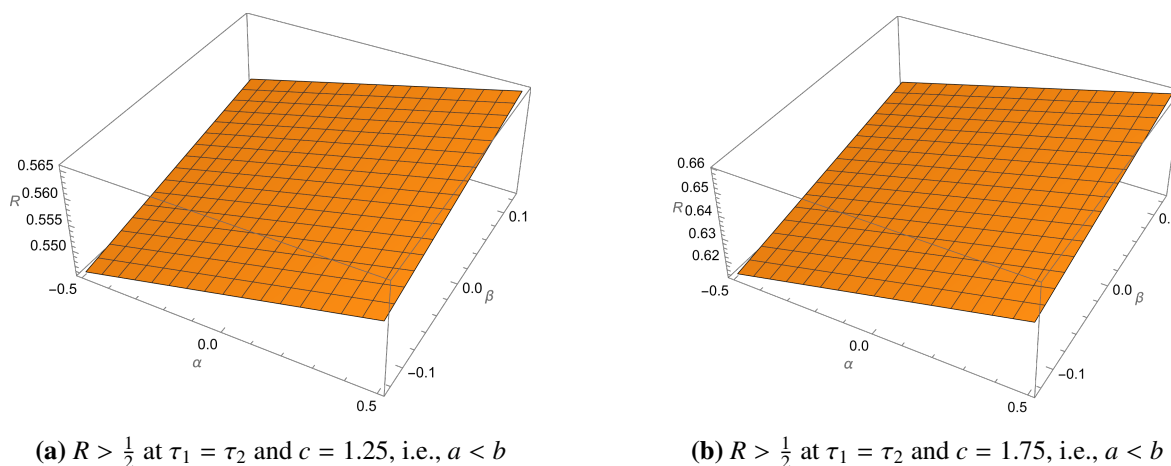 0.565
0.560
R
0.555
0.550
-0.5
0.0
α
0.5
-0.1
0.0
β
0.1
0.66
0.65
R
0.64
0.63
0.62
-0.5
0.0
α
0.5
-0.1
0.0
β
(a) R > 1/2 at τ₁ = τ₂ and c = 1.25, i.e., a < b
(b) R > 1/2 at τ₁ = τ₂ and c = 1.75, i.e., a < b